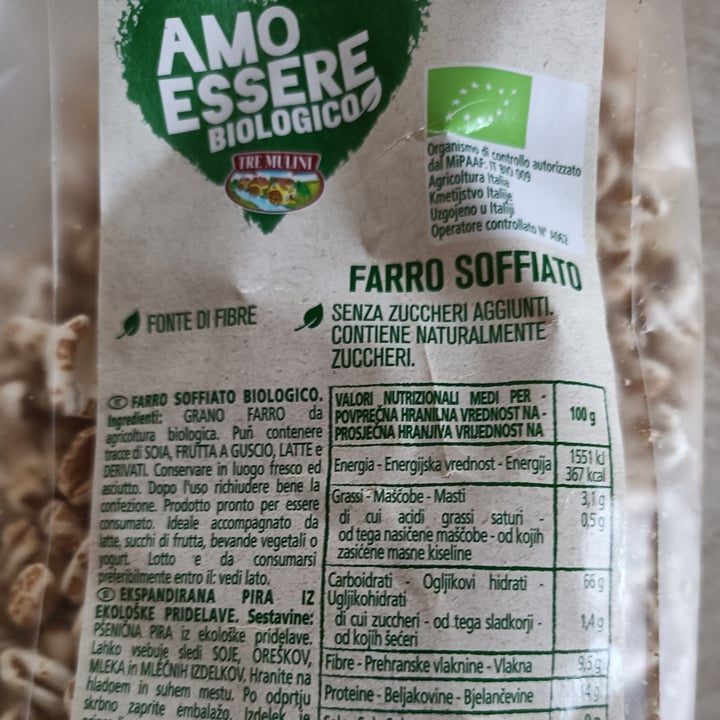 AMO
ESSERE
BIOLOGICO
TRE MULINI
Organismo di controllo autorizzato
dal MiPAAF: IT BIO 009
Agricoltura Italia
Kmetijstvo Italije
Uzgojeno u Italiji
Operatore controllato N° A062
FARRO SOFFIATO
FONTE DI FIBRE
SENZA ZUCCHERI AGGIUNTI.
CONTIENE NATURALMENTE
ZUCCHERI.
FARRO SOFFIATO BIOLOGICO.
Ingredienti: GRANO FARRO da
agricoltura biologica. Può contenere
tracce di SOIA, FRUTTA A GUSCIO, LATTE e
DERIVATI. Conservare in luogo fresco ed
asciutto. Dopo l'uso richiudere bene la
confezione. Prodotto pronto per essere
consumato. Ideale accompagnato da
latte, succhi di frutta, bevande vegetali o
yogurt. Lotto e da consumarsi
preferibilmente entro il: vedi lato.
EKSPANDIRANA PIRA IZ
EKOLOŠKE PRIDELAVE. Sestavine:
PŠENIČNA PIRA iz ekološke pridelave.
Lahko vsebuje sledi SOJE, OREŠKOV,
MLEKA in MLEČNIH IZDELKOV. Hranite na
hladnem in suhem mestu. Po odprtju
skrbno zaprite embalažo. Izdelek je
VALORI NUTRIZIONALI MEDI PER -
POVPREČNA HRANILNA VREDNOST NA -
PROSJEČNA HRANJIVA VRIJEDNOST NA
100 g
Energia - Energijska vrednost - Energija
1551 kJ
367 kcal
Grassi - Maščobe - Masti
3,1 g
di cui acidi grassi saturi -
0,5 g
od tega nasičene maščobe - od kojih
zasićene masne kiseline
Carboidrati - Ogljikovi hidrati -
66 g
Ugljikohidrati
di cui zuccheri - od tega sladkorji -
1,4 g
od kojih šećeri
Fibre - Prehranske vlaknine - Vlakna
9,5 g
Proteine - Beljakovine - Bjelančevine
14 g